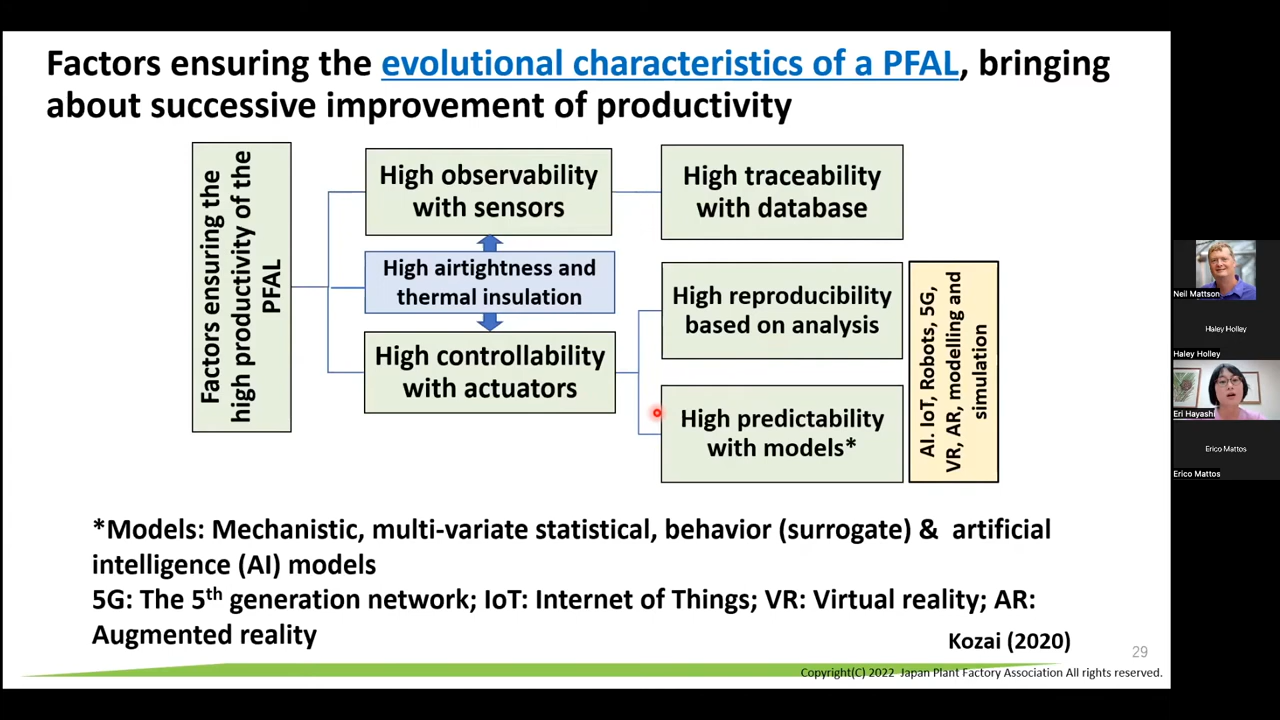 Factors ensuring the evolutional characteristics of a PFAL, bringing
about successive improvement of productivity
Factors ensuring the
high productivity of the
PFAL
High observability
with sensors
High airtightness and
thermal insulation
High controllability
with actuators
High traceability
with database
High reproducibility
based on analysis
High predictability
with models*
AI. IoT, Robots, 5G,
VR, AR, modelling and
simulation
*Models: Mechanistic, multi-variate statistical, behavior (surrogate) & artificial
intelligence (AI) models
5G: The 5th generation network; IoT: Internet of Things; VR: Virtual reality; AR:
Augmented reality
Kozai (2020)
29
Copyright(C) 2022 Japan Plant Factory Association All rights reserved.
Neil Mattson
Haley Holley
Haley Holley
Eri Hayashi
Erico Mattos
Erico Mattos